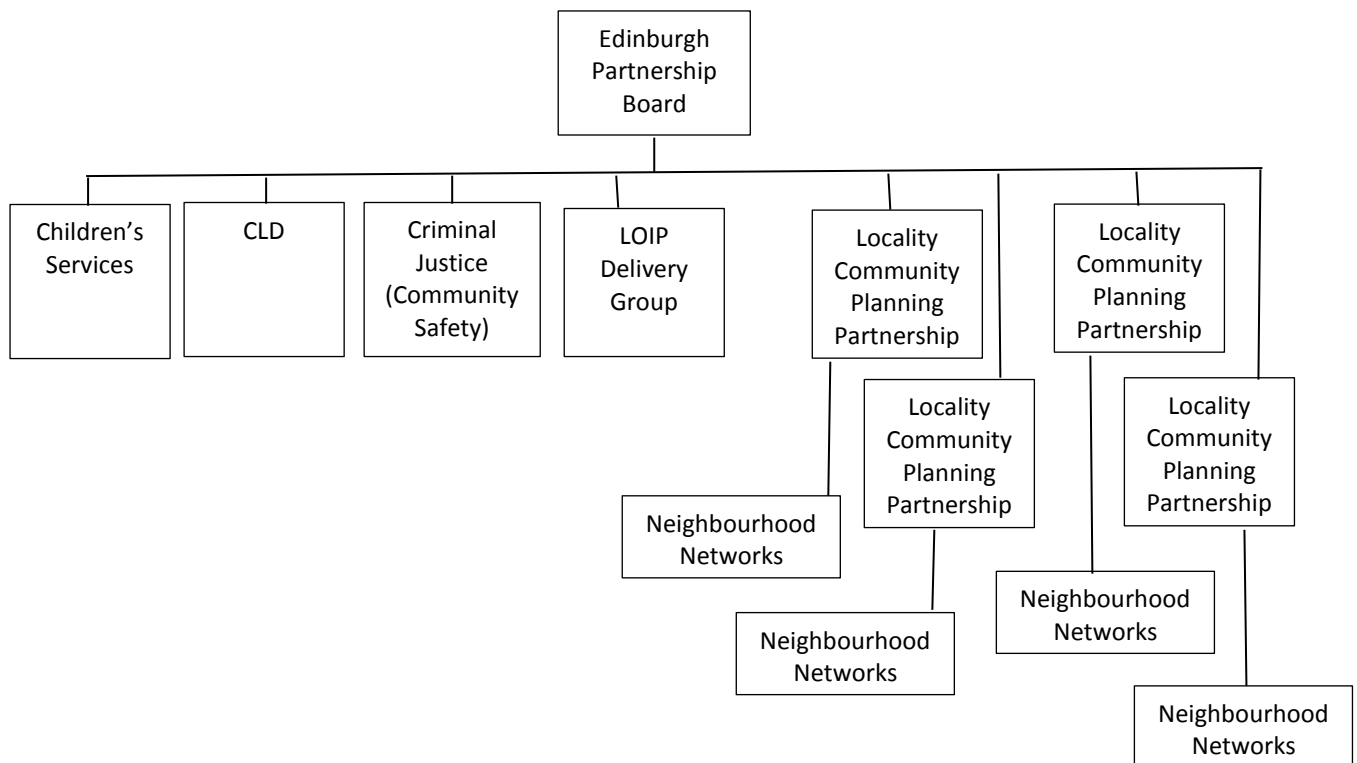 Edinburgh
Partnership
Board
Children’s
Services
CLD
Criminal
Justice
(Community
Safety)
LOIP
Delivery
Group
Locality
Community
Planning
Partnership
Locality
Community
Planning
Partnership
Locality
Community
Planning
Partnership
Locality
Community
Planning
Partnership
Neighbourhood
Networks
Neighbourhood
Networks
Neighbourhood
Networks
Neighbourhood
Networks